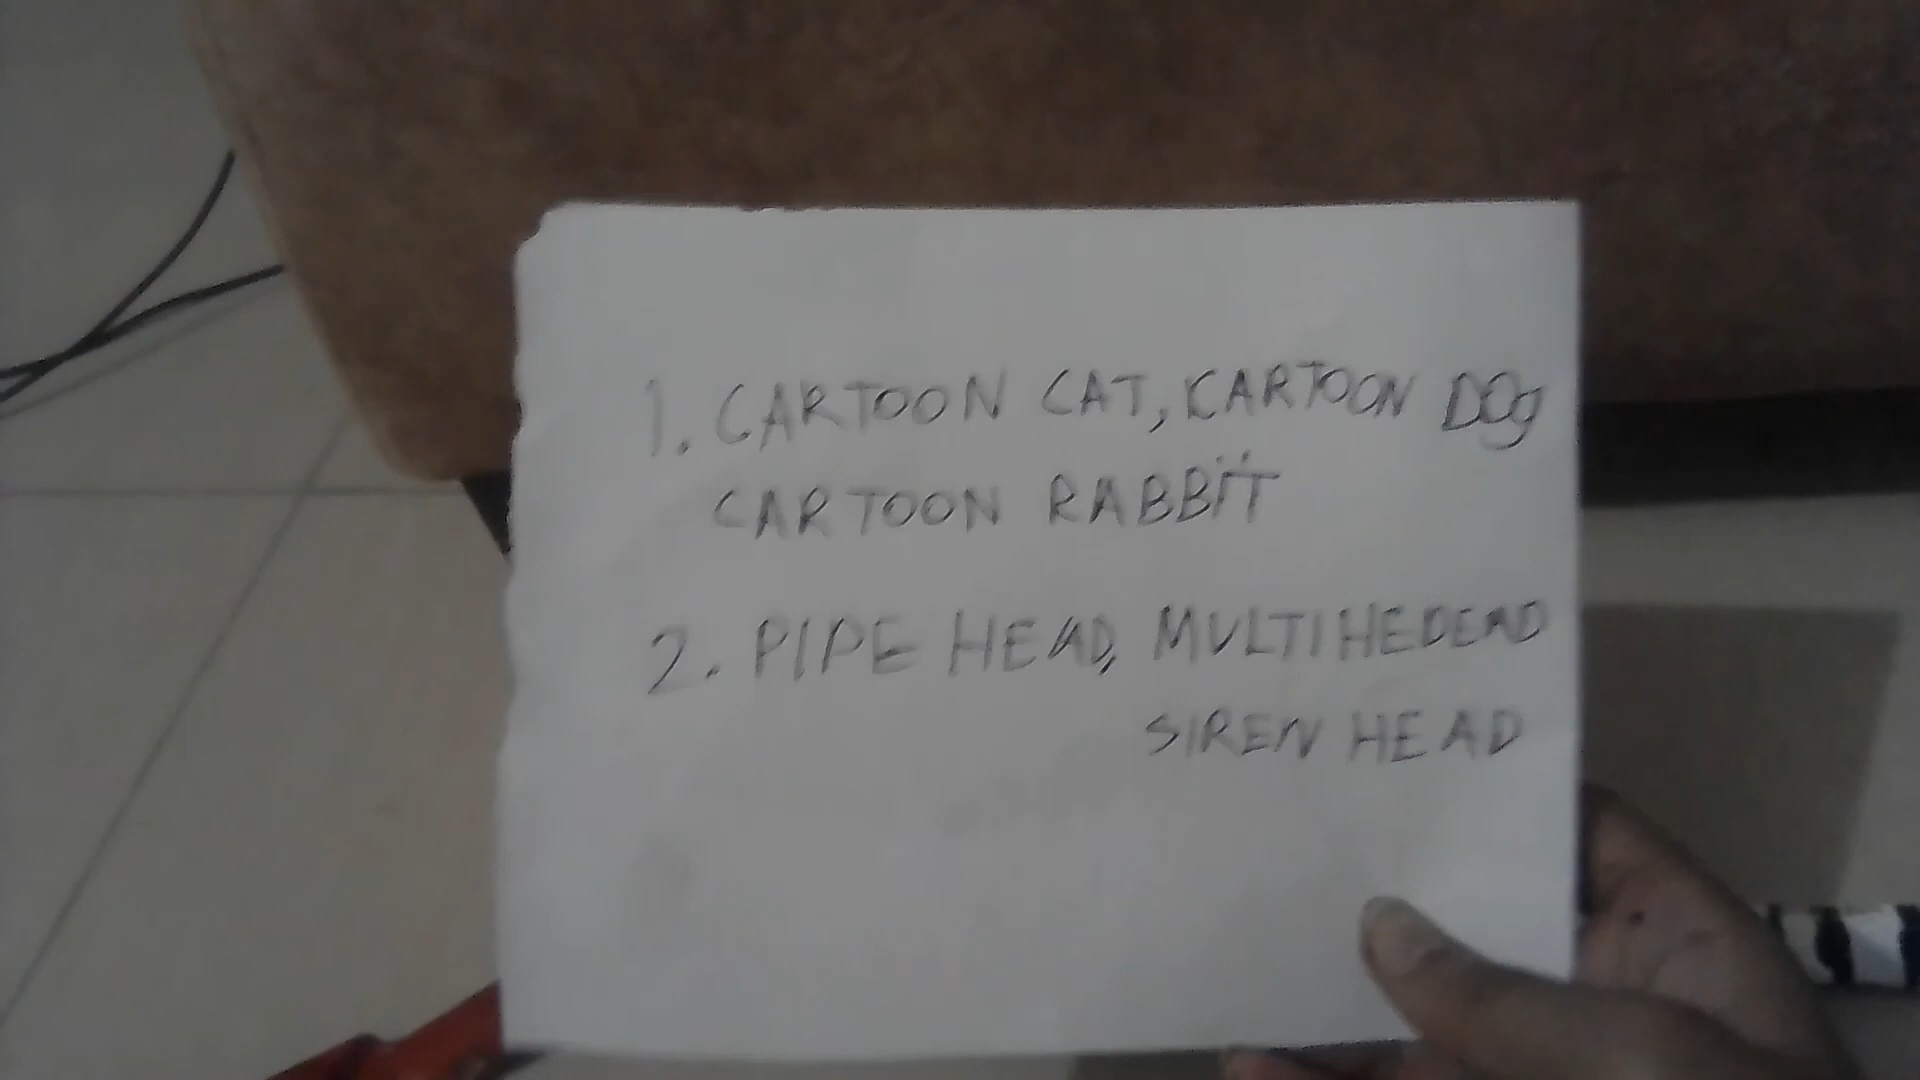 1. CARTOON CAT, CARTOON DOg
CARTOON RABBIT
2. PIPE HEAD, MULTIHEDEAD
SIREN HEAD